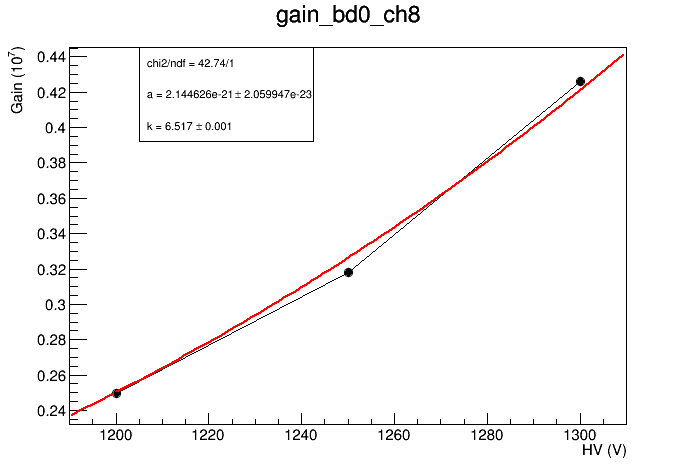 gain_bd0_ch8
Gain (10^7)
chi2/ndf = 42.74/1
a = 2.144626e-21 ± 2.059947e-23
k = 6.517 ± 0.001
0.44
0.42
0.4
0.38
0.36
0.34
0.32
0.3
0.28
0.26
0.24
1200 1220 1240 1260 1280 1300
HV (V)